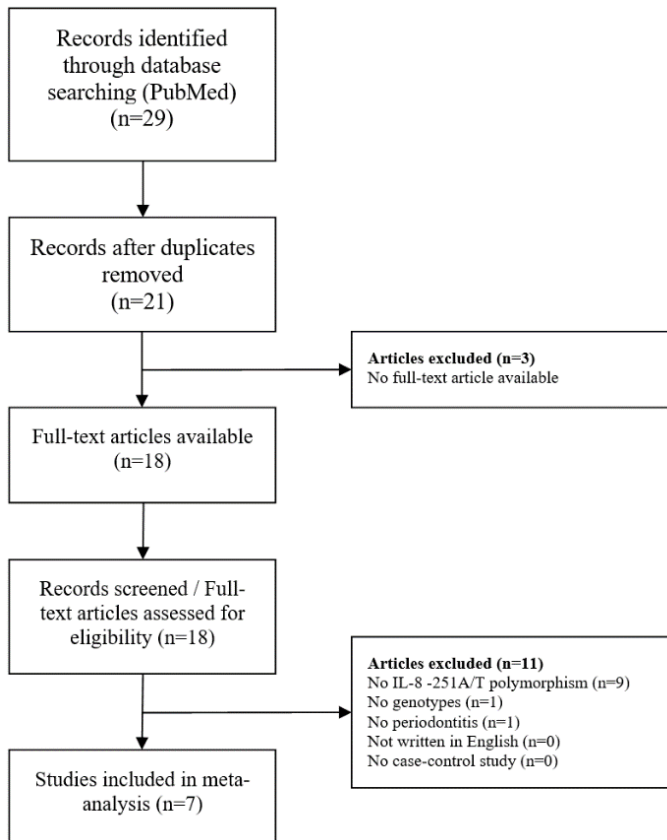 Records identified
through database
searching (PubMed)
(n=29)
Records after duplicates
removed
(n=21)
Articles excluded (n=3)
No full-text article available
Full-text articles available
(n=18)
Records screened / Full-
text articles assessed for
eligibility (n=18)
Articles excluded (n=11)
No IL-8 -251A/T polymorphism (n=9)
No genotypes (n=1)
No periodontitis (n=1)
Not written in English (n=0)
No case-control study (n=0)
Studies included in meta-
analysis (n=7)